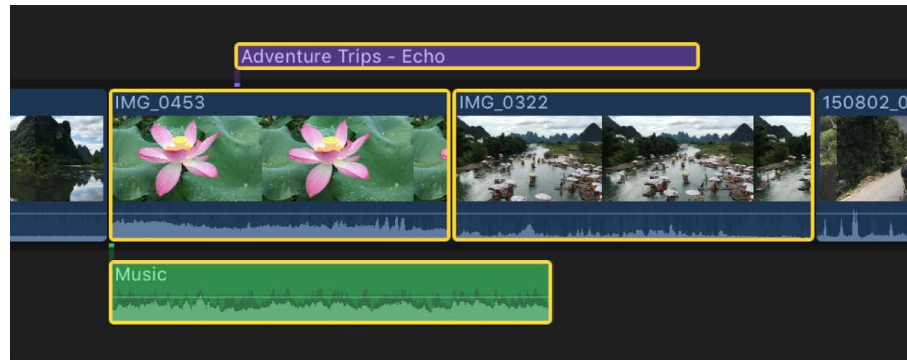 Adventure Trips - Echo
IMG_0453
IMG_0322
150802_0
Music